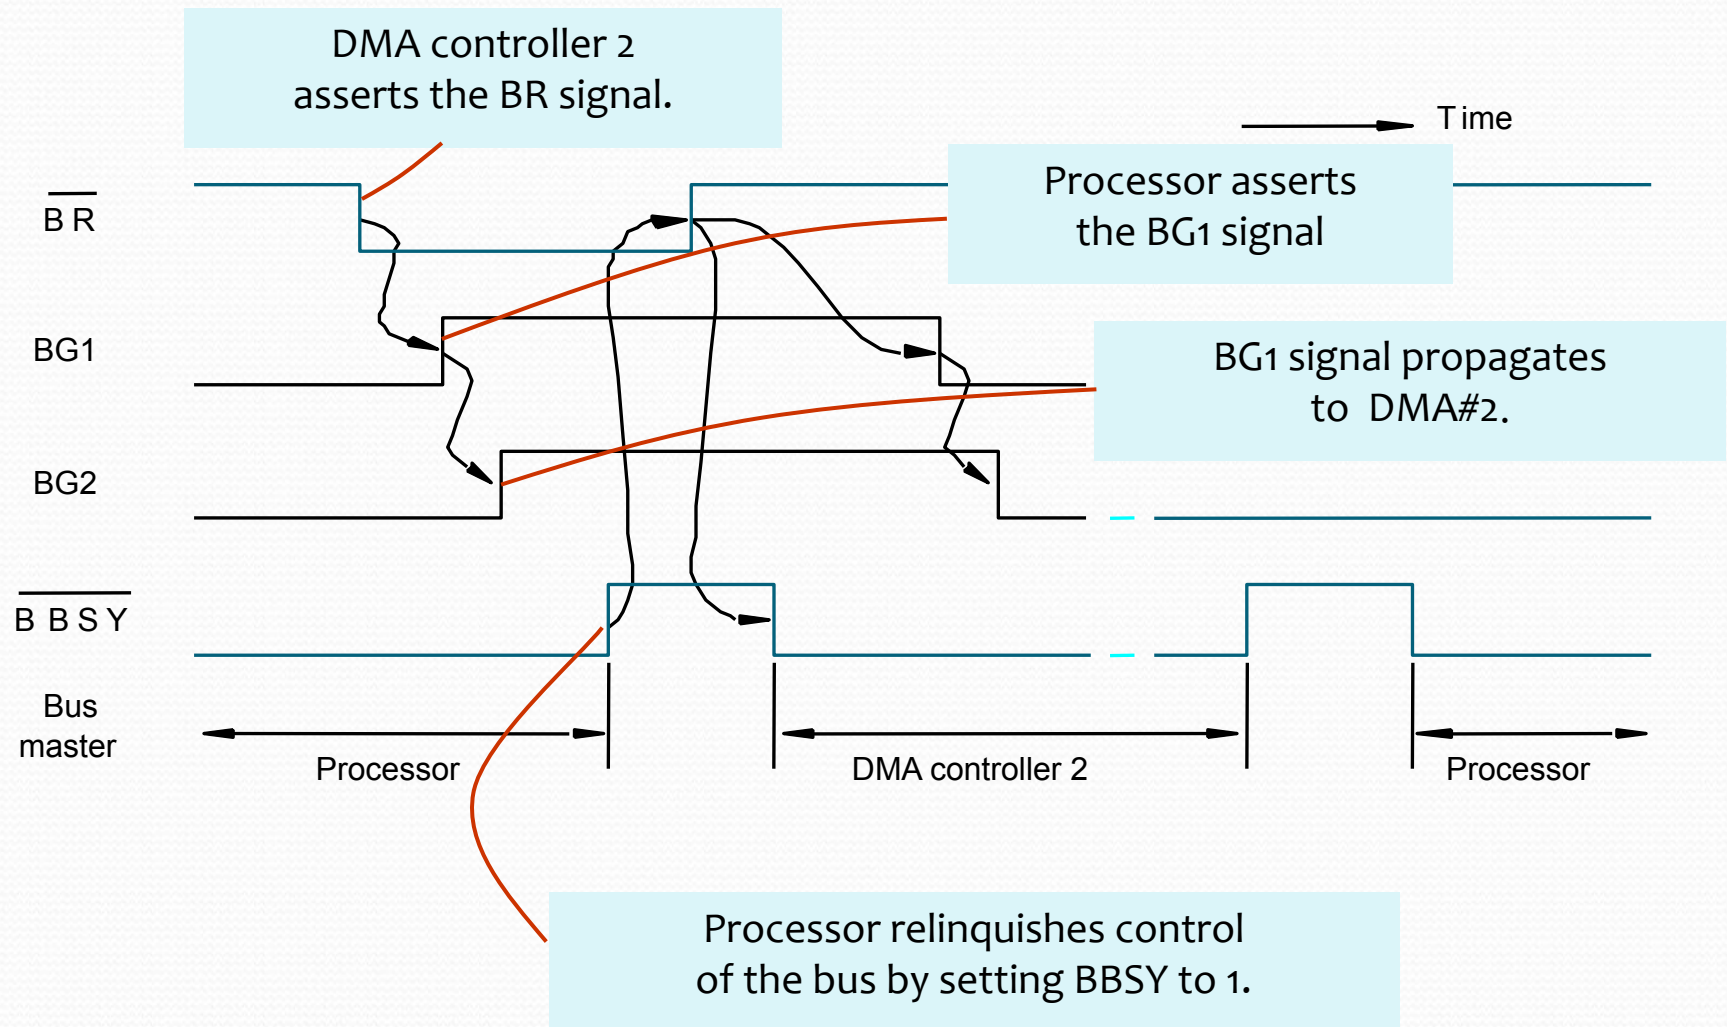 DMA controller 2
asserts the BR signal.
Time
Processor asserts
the BG1 signal
B R
BG1
BG1 signal propagates
to DMA#2.
BG2
B B S Y
Bus
master
Processor
DMA controller 2
Processor
Processor relinquishes control
of the bus by setting BBSY to 1.